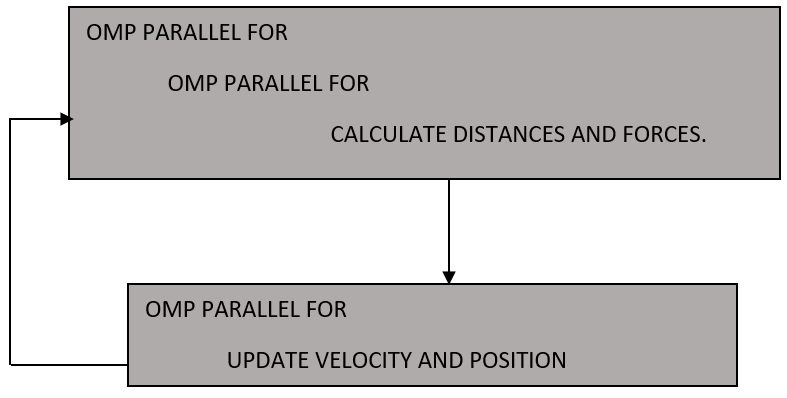 OMP PARALLEL FOR
OMP PARALLEL FOR
CALCULATE DISTANCES AND FORCES.
OMP PARALLEL FOR
UPDATE VELOCITY AND POSITION